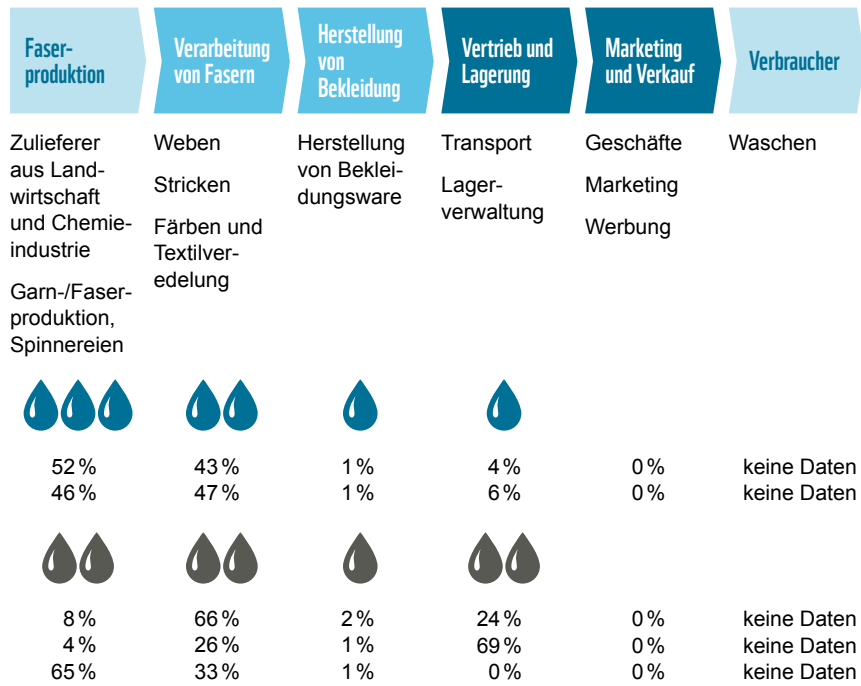 Faser-
produktion
Verarbeitung
von Fasern
Herstellung
von
Bekleidung
Vertrieb und
Lagerung
Marketing
und Verkauf
Verbraucher
Zulieferer
aus Land-
wirtschaft
und Chemie-
industrie
Garn-/Faser-
produktion,
Spinnereien
Weben
Stricken
Färben und
Textilver-
edelung
Herstellung
von Beklei-
dungsware
Transport
Lager-
verwaltung
Geschäfte
Marketing
Werbung
Waschen
52 % 43 % 1 % 4 % 0 % keine Daten
46 % 47 % 1 % 6 % 0 % keine Daten
8 % 66 % 2 % 24 % 0 % keine Daten
4 % 26 % 1 % 69 % 0 % keine Daten
65 % 33 % 1 % 0 % 0 % keine Daten